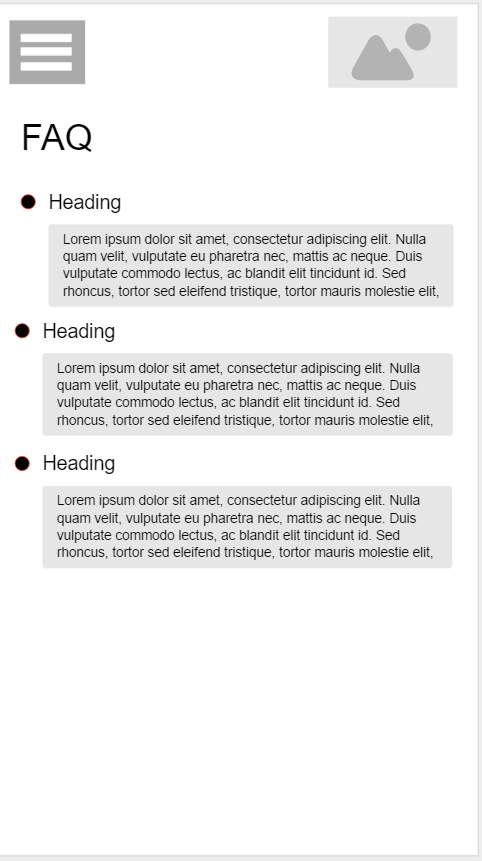 FAQ
Heading
Lorem ipsum dolor sit amet, consectetur adipiscing elit. Nulla
quam velit, vulputate eu pharetra nec, mattis ac neque. Duis
vulputate commodo lectus, ac blandit elit tincidunt id. Sed
rhoncus, tortor sed eleifend tristique, tortor mauris molestie elit,
Heading
Lorem ipsum dolor sit amet, consectetur adipiscing elit. Nulla
quam velit, vulputate eu pharetra nec, mattis ac neque. Duis
vulputate commodo lectus, ac blandit elit tincidunt id. Sed
rhoncus, tortor sed eleifend tristique, tortor mauris molestie elit,
Heading
Lorem ipsum dolor sit amet, consectetur adipiscing elit. Nulla
quam velit, vulputate eu pharetra nec, mattis ac neque. Duis
vulputate commodo lectus, ac blandit elit tincidunt id. Sed
rhoncus, tortor sed eleifend tristique, tortor mauris molestie elit,